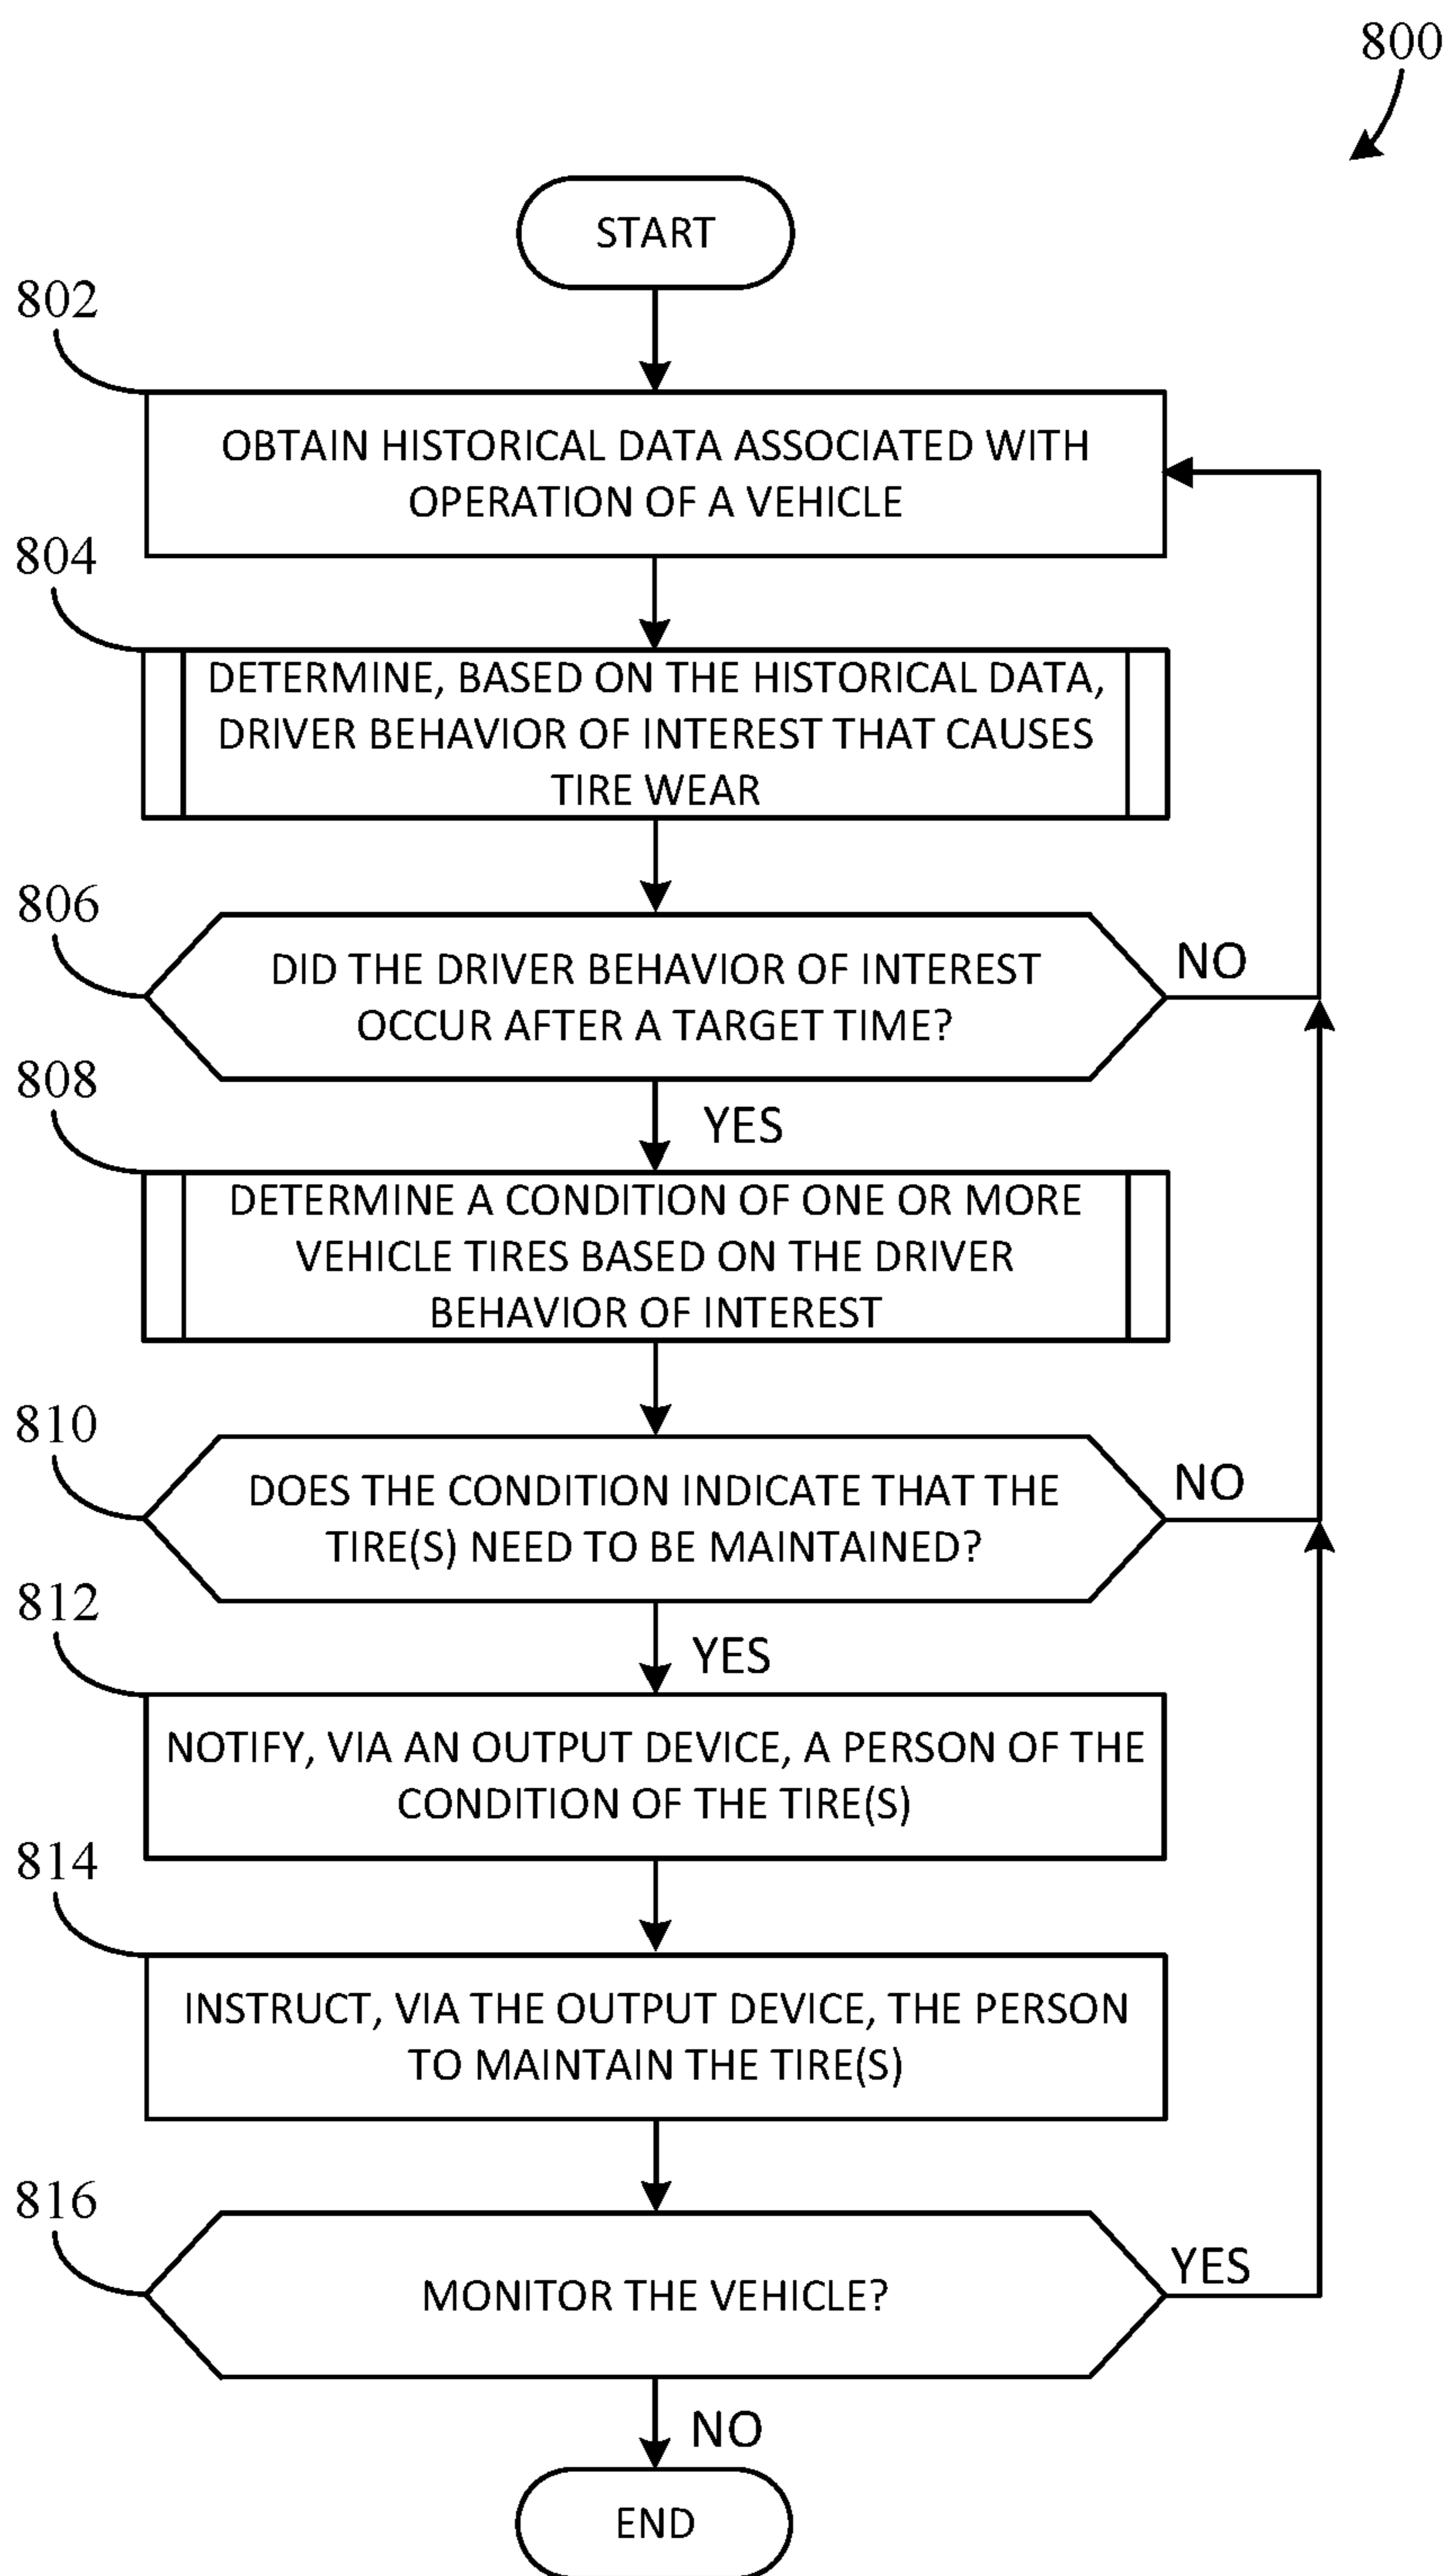 800
START
802
OBTAIN HISTORICAL DATA ASSOCIATED WITH
OPERATION OF A VEHICLE
804
DETERMINE, BASED ON THE HISTORICAL DATA,
DRIVER BEHAVIOR OF INTEREST THAT CAUSES
TIRE WEAR
806
DID THE DRIVER BEHAVIOR OF INTEREST
OCCUR AFTER A TARGET TIME?
NO
808
YES
DETERMINE A CONDITION OF ONE OR MORE
VEHICLE TIRES BASED ON THE DRIVER
BEHAVIOR OF INTEREST
810
DOES THE CONDITION INDICATE THAT THE
TIRE(S) NEED TO BE MAINTAINED?
NO
812
YES
NOTIFY, VIA AN OUTPUT DEVICE, A PERSON OF THE
CONDITION OF THE TIRE(S)
814
INSTRUCT, VIA THE OUTPUT DEVICE, THE PERSON
TO MAINTAIN THE TIRE(S)
816
MONITOR THE VEHICLE?
YES
NO
END